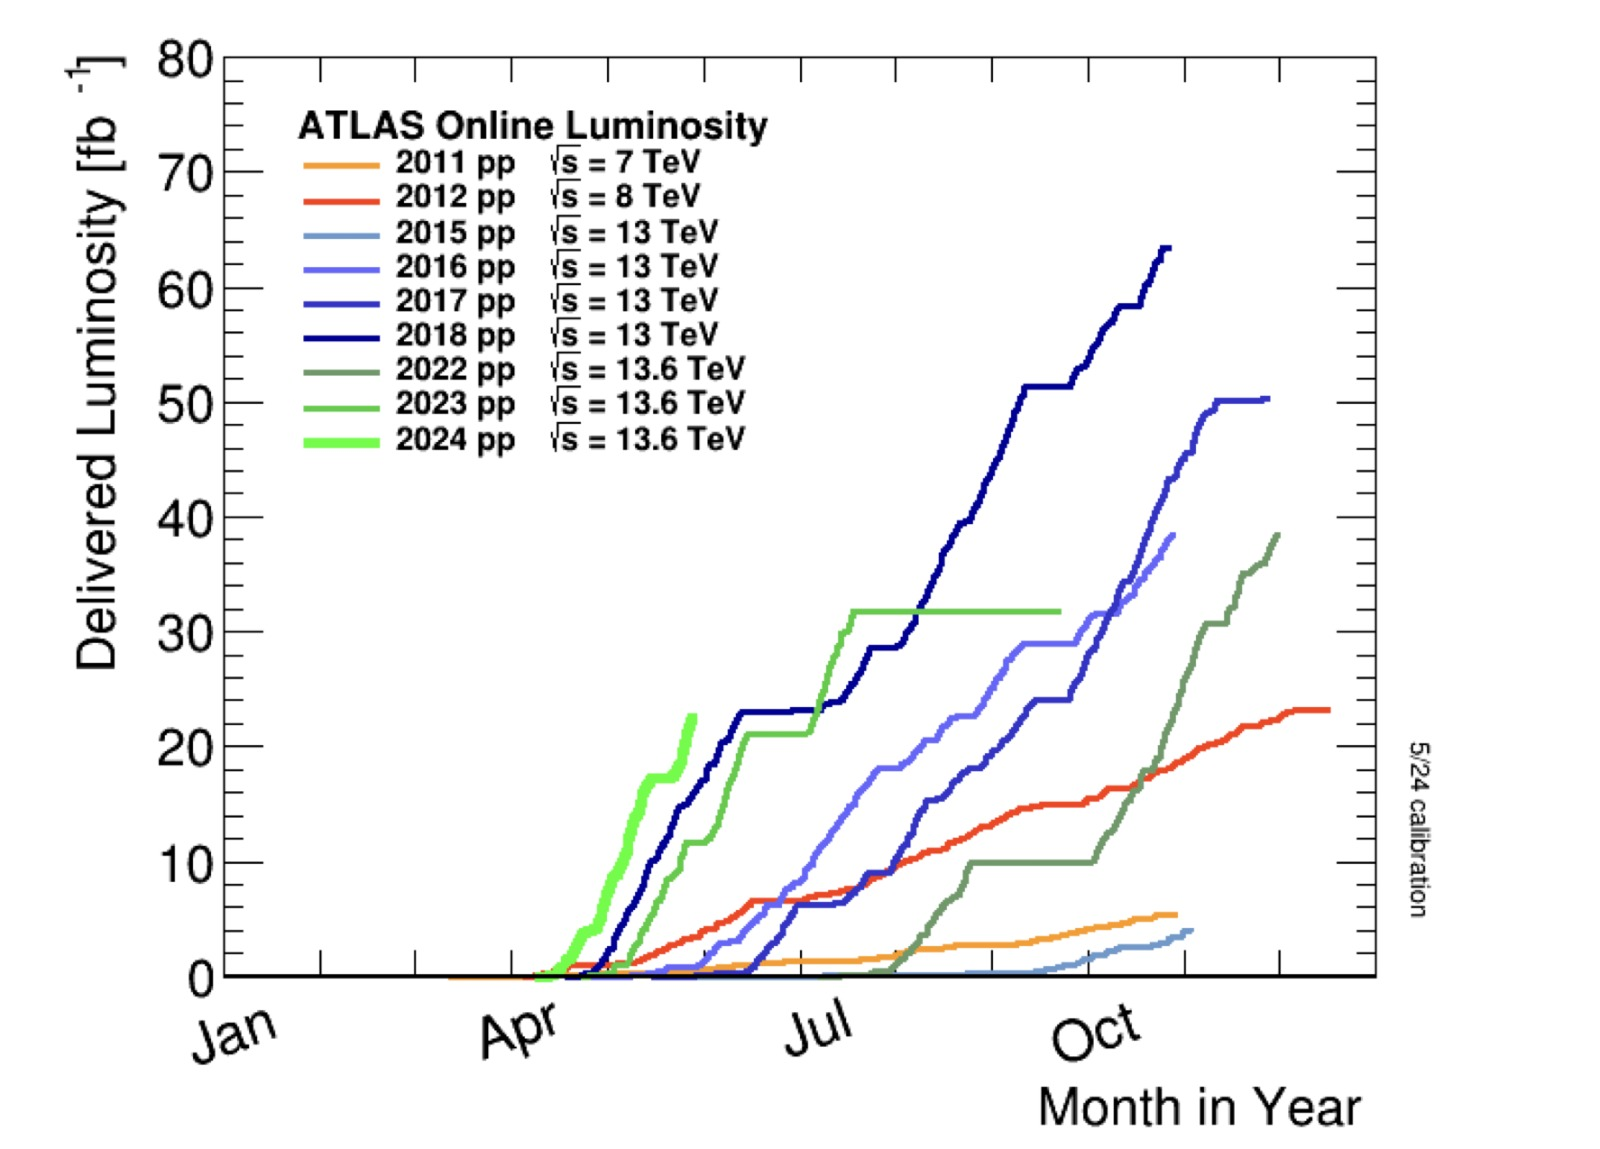 Delivered Luminosity [fb⁻¹]
80
70
60
50
40
30
20
10
0
ATLAS Online Luminosity
2011 pp √s = 7 TeV
2012 pp √s = 8 TeV
2015 pp √s = 13 TeV
2016 pp √s = 13 TeV
2017 pp √s = 13 TeV
2018 pp √s = 13 TeV
2022 pp √s = 13.6 TeV
2023 pp √s = 13.6 TeV
2024 pp √s = 13.6 TeV
5/24 calibration
Jan Apr Jul Oct
Month in Year